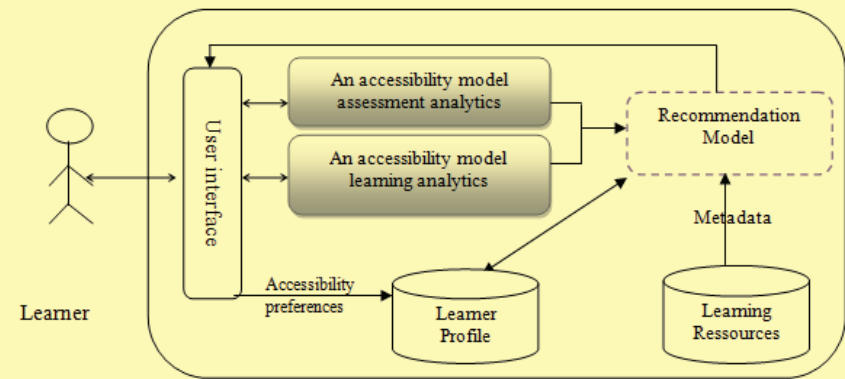 An accessibility model
assessment analytics
Recommendation
Model
User interface
An accessibility model
learning analytics
Metadata
Accessibility
preferences
Learner
Learner
Profile
Learning
Ressources